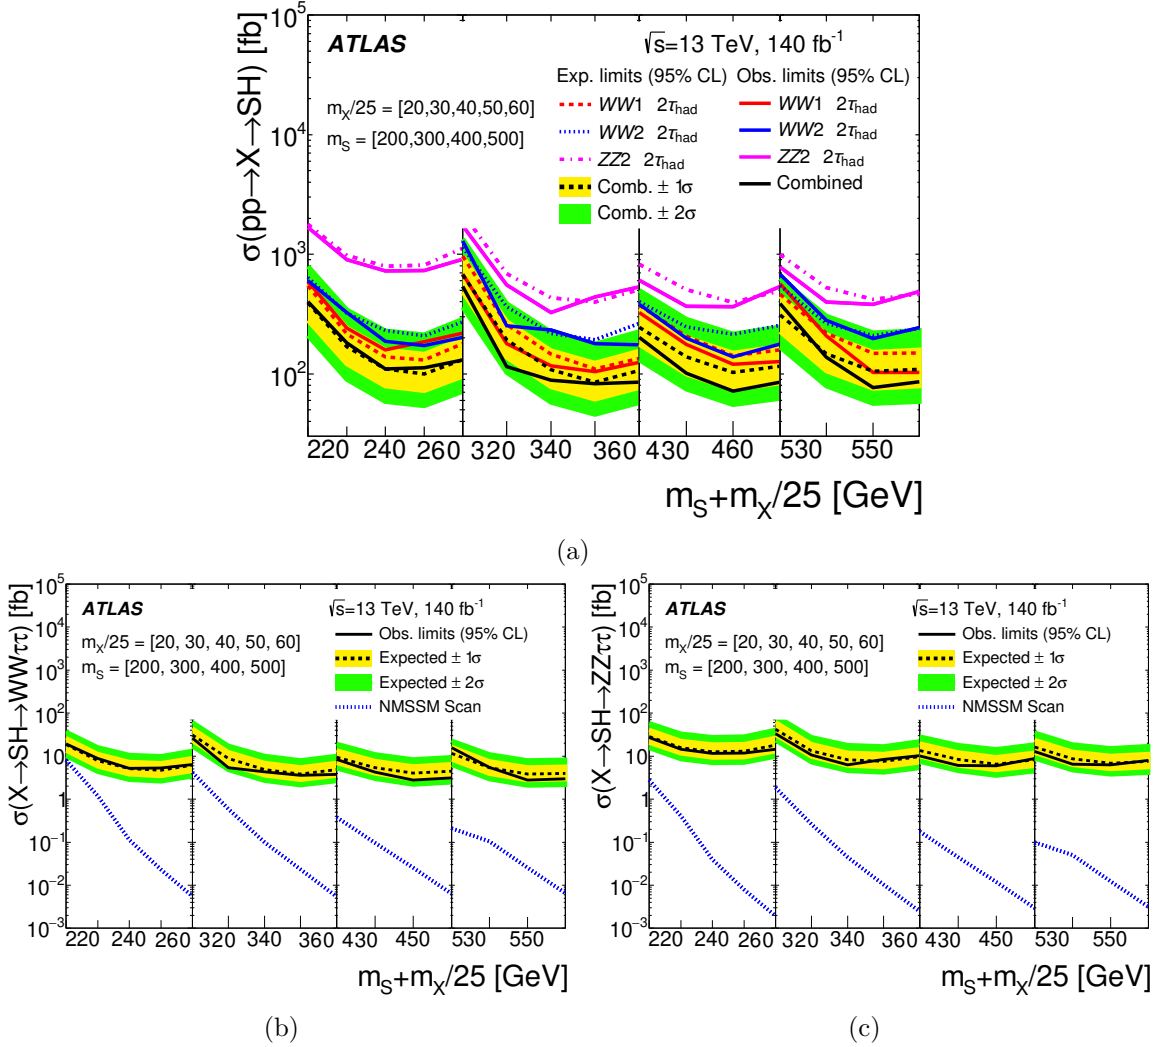 10⁵
ATLAS
√s=13 TeV, 140 fb⁻¹
Exp. limits (95% CL) Obs. limits (95% CL)
m_X/25 = [20,30,40,50,60]
m_S = [200,300,400,500]
WW1 2τ_had WW1 2τ_had
WW2 2τ_had WW2 2τ_had
ZZ2 2τ_had ZZ2 2τ_had
Comb. ± 1σ Combined
Comb. ± 2σ
σ(pp→X→SH) [fb]
10⁴
10³
10²
220 240 260 320 340 360 430 460 530 550
m_S+m_X/25 [GeV]
(a)
σ(X→SH→WWττ) [fb]
10⁵
10⁴
10³
10²
10
1
10⁻¹
10⁻²
10⁻³
ATLAS
√s=13 TeV, 140 fb⁻¹
m_X/25 = [20, 30, 40, 50, 60]
m_S = [200, 300, 400, 500]
Obs. limits (95% CL)
Expected ± 1σ
Expected ± 2σ
NMSSM Scan
220 240 260 320 340 360 430 450 530 550
m_S+m_X/25 [GeV]
(b)
σ(X→SH→ZZττ) [fb]
10⁵
10⁴
10³
10²
10
1
10⁻¹
10⁻²
10⁻³
ATLAS
√s=13 TeV, 140 fb⁻¹
m_X/25 = [20, 30, 40, 50, 60]
m_S = [200, 300, 400, 500]
Obs. limits (95% CL)
Expected ± 1σ
Expected ± 2σ
NMSSM Scan
220 240 260 320 340 360 430 450 530 550
m_S+m_X/25 [GeV]
(c)